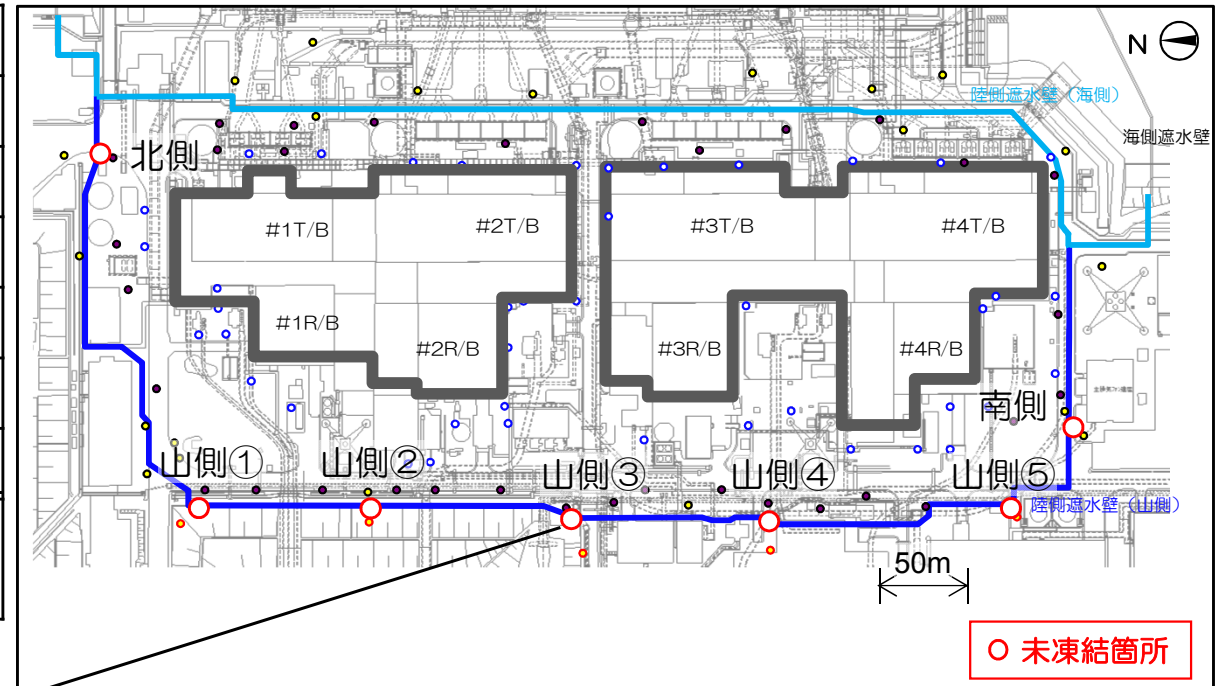 N
陸側遮水壁（海側）
海側遮水壁
北側
#1T/B
#2T/B
#3T/B
#4T/B
#1R/B
#2R/B
#3R/B
#4R/B
南側
山側①
山側②
山側③
山側④
山側⑤
陸側遮水壁（山側）
50m
未凍結箇所